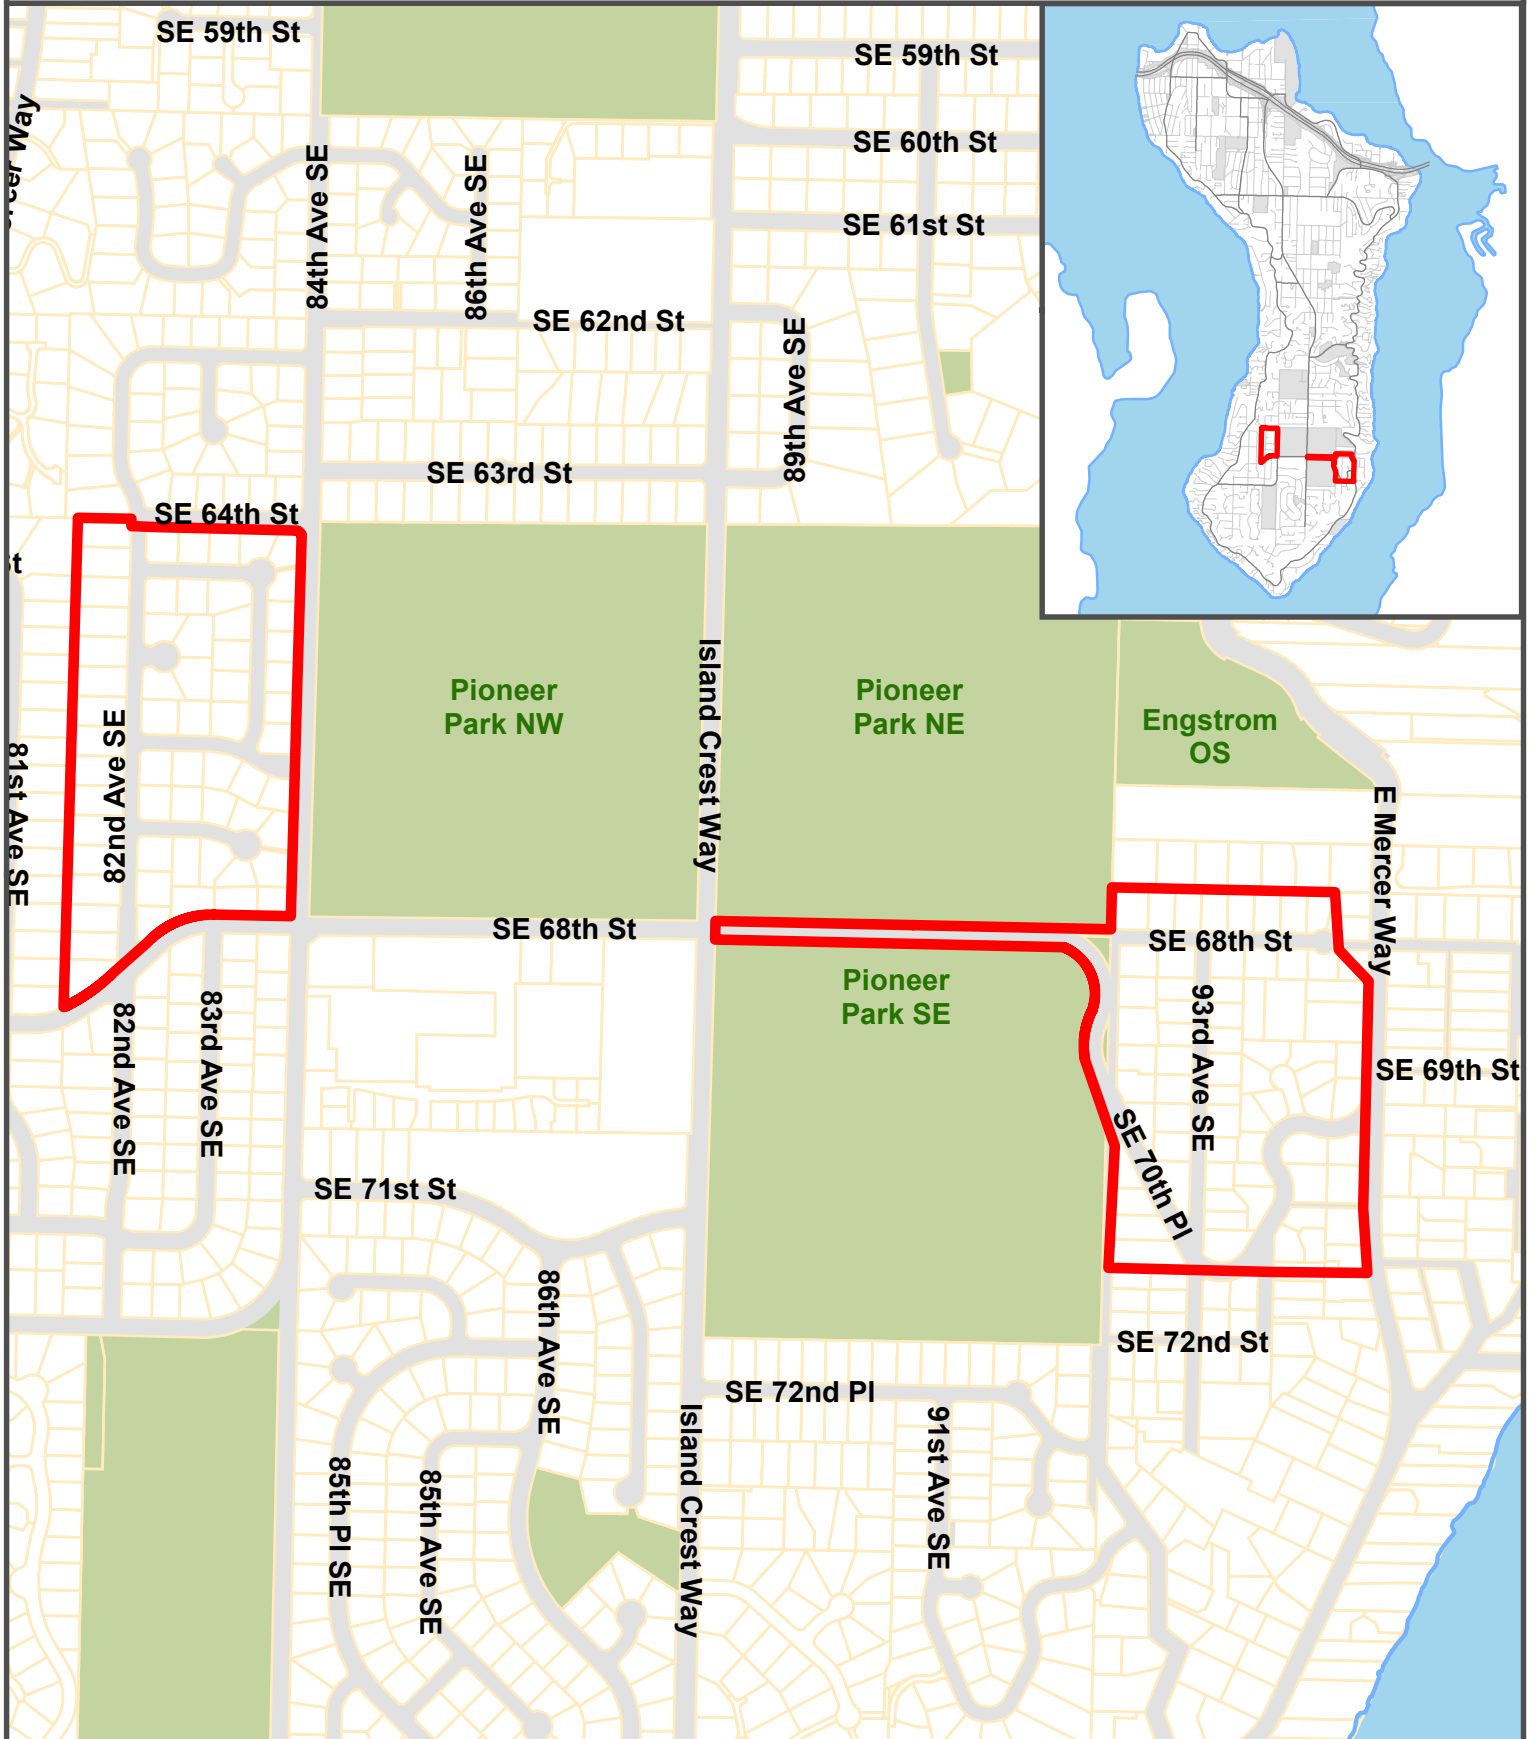 SE 59th St
SE 59th St
SE 60th St
84th Ave SE
86th Ave SE
SE 61st St
SE 62nd St
89th Ave SE
SE 63rd St
SE 64th St
Island Crest Way
Pioneer
Park NW
Pioneer
Park NE
Engstrom
OS
82nd Ave SE
81st Ave SE
E Mercer Way
SE 68th St
SE 68th St
Pioneer
Park SE
93rd Ave SE
82nd Ave SE
83rd Ave SE
SE 69th St
SE 70th Pl
SE 71st St
86th Ave SE
SE 72nd St
SE 72nd Pl
Island Crest Way
91st Ave SE
85th Pl SE
85th Ave SE